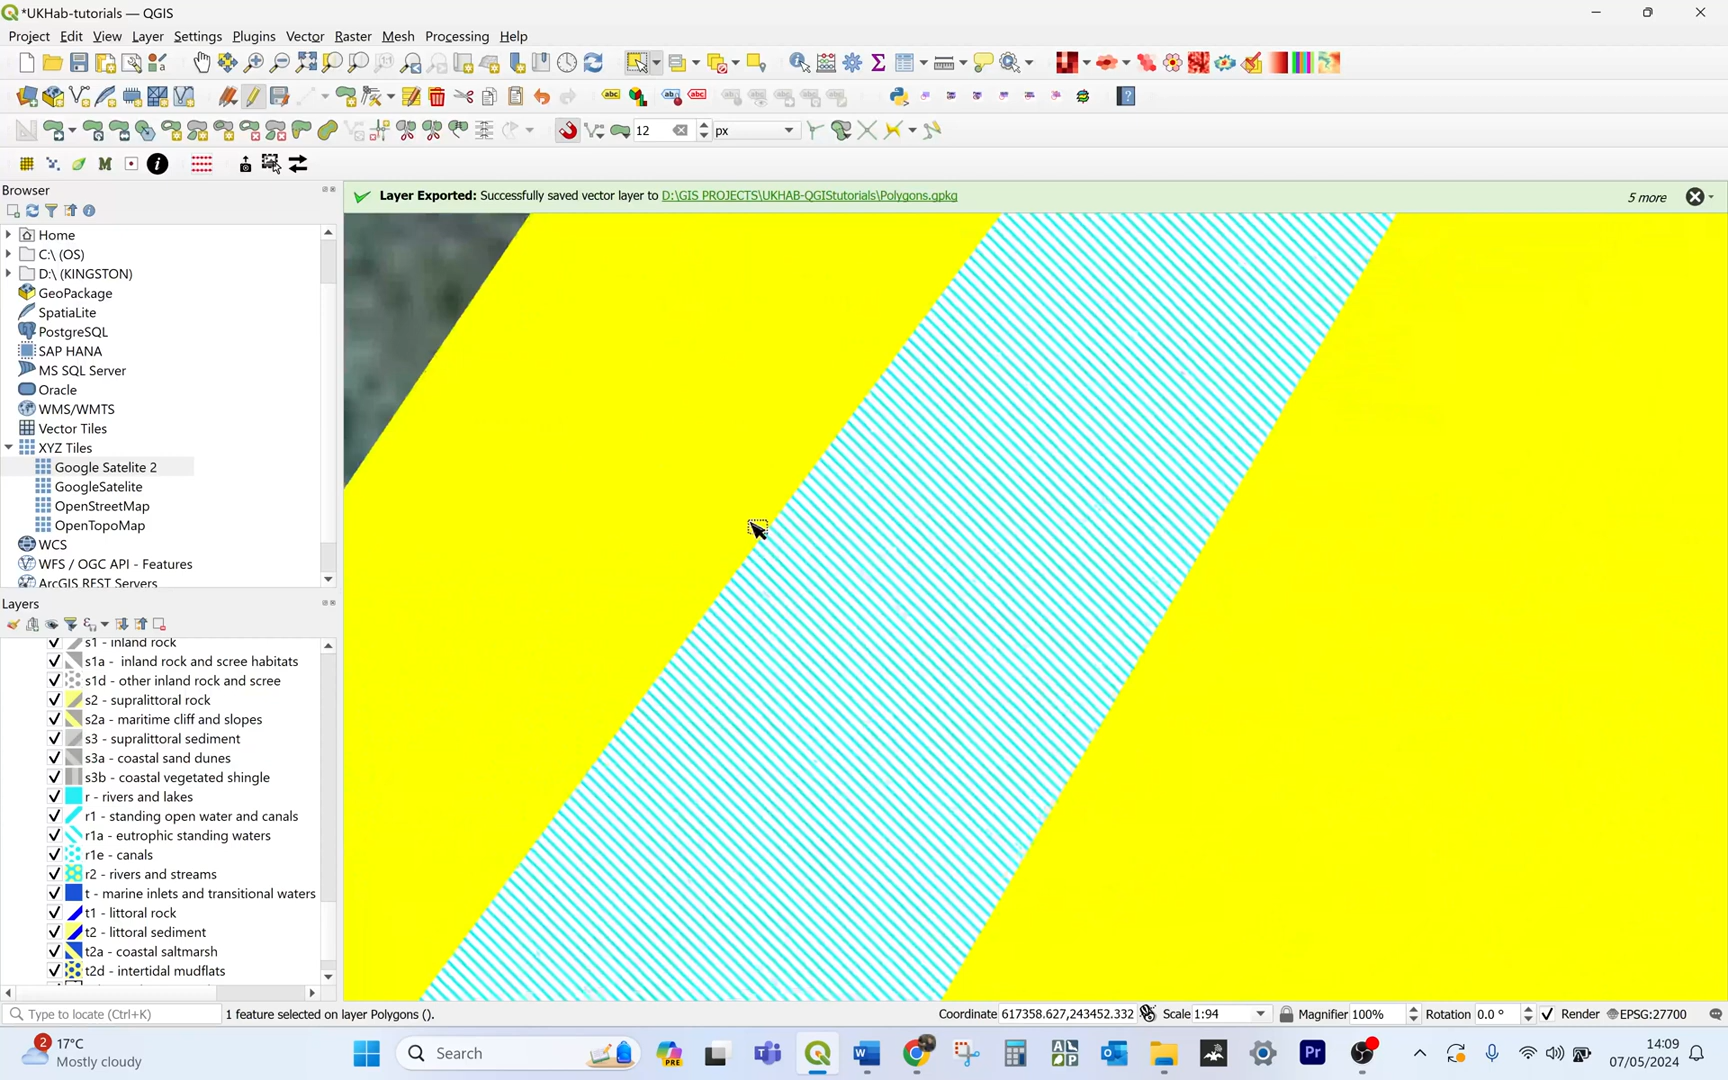 *UKHab-tutorials — QGIS
Project Edit View Layer Settings Plugins Vector Raster Mesh Processing Help
12 px
Browser
Layer Exported: Successfully saved vector layer to D:\GIS PROJECTS\UKHAB-QGIStutorials\Polygons.gpkg 5 more
Home
C:\ (OS)
D:\ (KINGSTON)
GeoPackage
SpatiaLite
PostgreSQL
SAP HANA
MS SQL Server
Oracle
WMS/WMTS
Vector Tiles
XYZ Tiles
Google Satelite 2
GoogleSatelite
OpenStreetMap
OpenTopoMap
WCS
WFS / OGC API - Features
ArcGIS REST Servers
Layers
s1 - inland rock
s1a - inland rock and scree habitats
s1d - other inland rock and scree
s2 - supralittoral rock
s2a - maritime cliff and slopes
s3 - supralittoral sediment
s3a - coastal sand dunes
s3b - coastal vegetated shingle
r - rivers and lakes
r1 - standing open water and canals
r1a - eutrophic standing waters
r1e - canals
r2 - rivers and streams
t - marine inlets and transitional waters
t1 - littoral rock
t2 - littoral sediment
t2a - coastal saltmarsh
t2d - intertidal mudflats
Type to locate (Ctrl+K) 1 feature selected on layer Polygons (). Coordinate 617358.627,243452.332 Scale 1:94 Magnifier 100% Rotation 0.0 ° Render EPSG:27700
2 17°C
Mostly cloudy
Search
PRE
Pr
14:09
07/05/2024